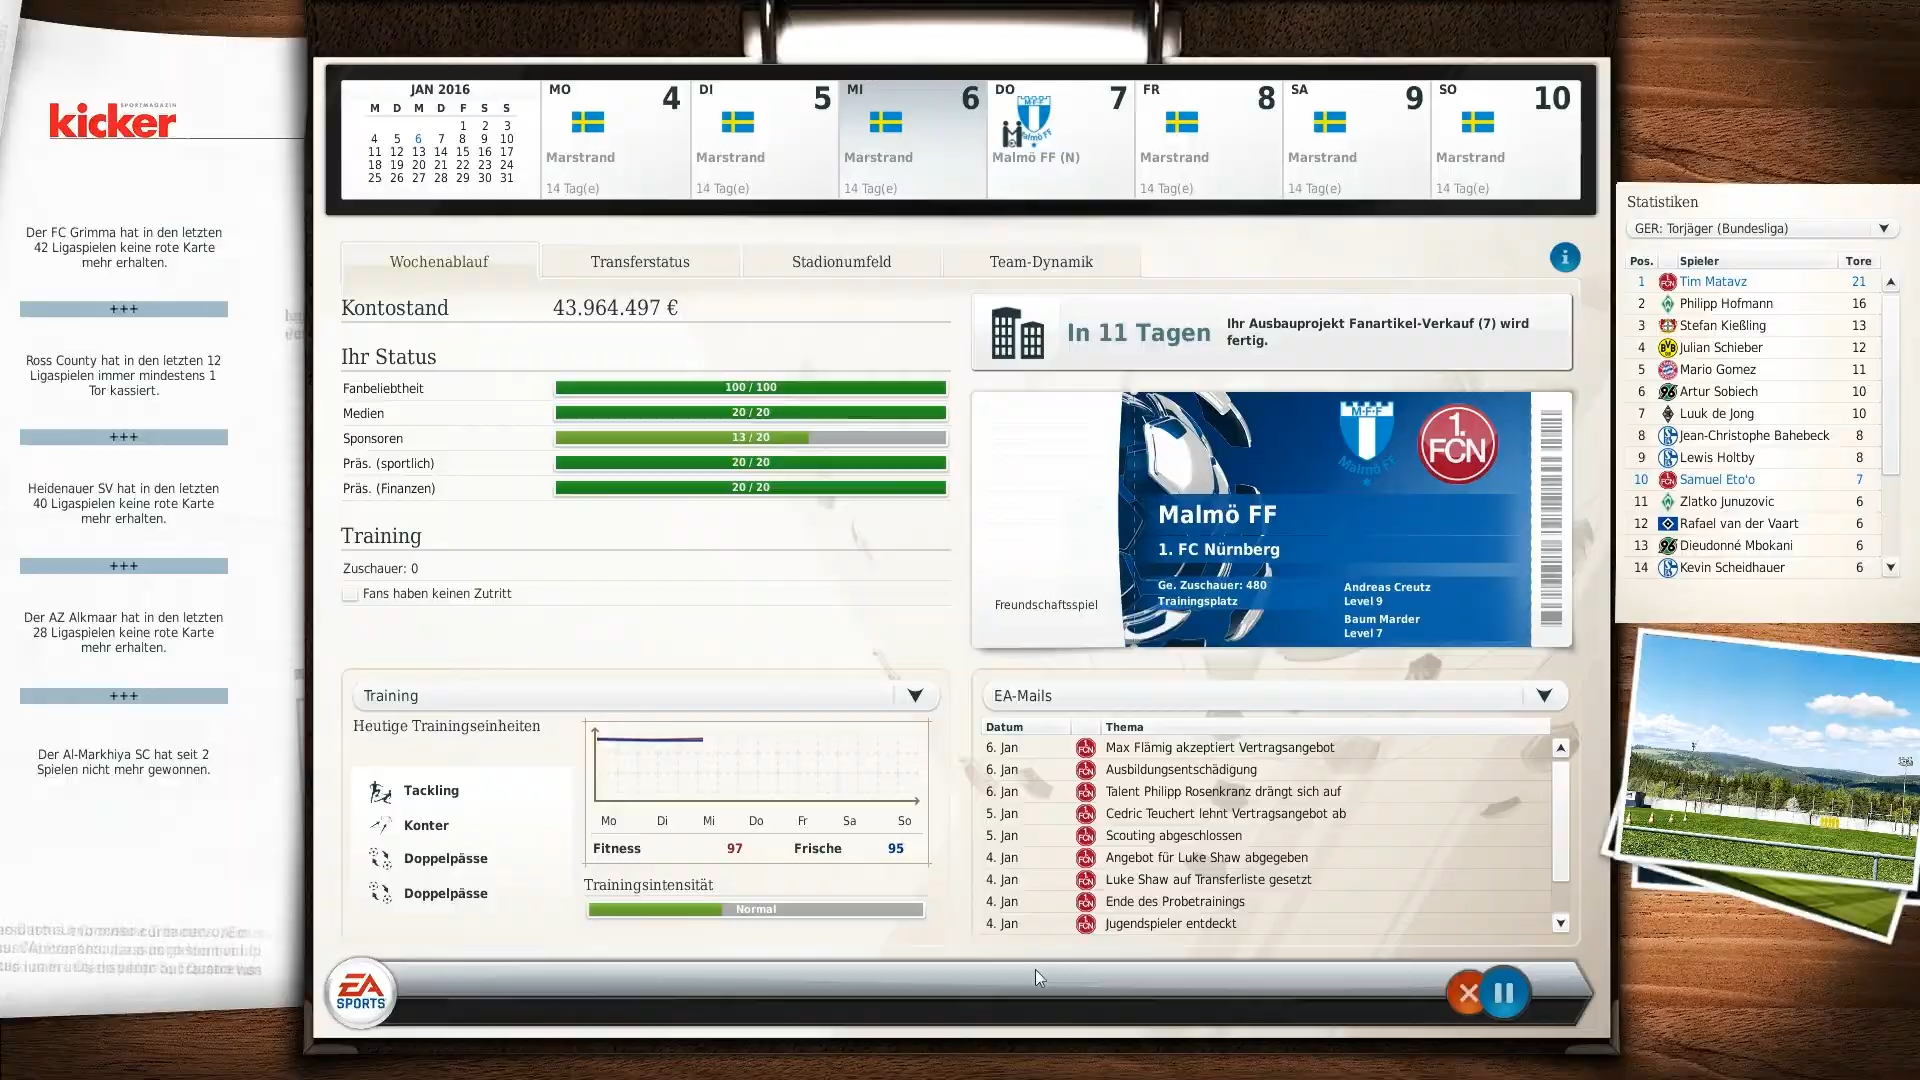 SPORTMAGAZIN
kicker
Der FC Grimma hat in den letzten
42 Ligaspielen keine rote Karte
mehr erhalten.
+++
Ross County hat in den letzten 12
Ligaspielen immer mindestens 1
Tor kassiert.
+++
Heidenauer SV hat in den letzten
40 Ligaspielen keine rote Karte
mehr erhalten.
+++
Der AZ Alkmaar hat in den letzten
28 Ligaspielen keine rote Karte
mehr erhalten.
+++
Der Al-Markhiya SC hat seit 2
Spielen nicht mehr gewonnen.
JAN 2016
M D M D F S S
1 2 3
4 5 6 7 8 9 10
11 12 13 14 15 16 17
18 19 20 21 22 23 24
25 26 27 28 29 30 31
MO 4
Marstrand
14 Tag(e)
DI 5
Marstrand
14 Tag(e)
MI 6
Marstrand
14 Tag(e)
DO 7
Malmö FF (N)
FR 8
Marstrand
14 Tag(e)
SA 9
Marstrand
14 Tag(e)
SO 10
Marstrand
14 Tag(e)
Wochenablauf Transferstatus Stadionumfeld Team-Dynamik
Kontostand 43.964.497 €
Ihr Status
Fanbeliebtheit 100 / 100
Medien 20 / 20
Sponsoren 13 / 20
Präs. (sportlich) 20 / 20
Präs. (Finanzen) 20 / 20
Training
Zuschauer: 0
Fans haben keinen Zutritt
In 11 Tagen
Ihr Ausbauprojekt Fanartikel-Verkauf (7) wird
fertig.
M·F·F
Malmö FF
1.
FCN
Malmö FF
1. FC Nürnberg
Ge. Zuschauer: 480
Trainingsplatz
Andreas Creutz
Level 9
Baum Marder
Level 7
Freundschaftsspiel
Training
Heutige Trainingseinheiten
Tackling
Konter
Doppelpässe
Doppelpässe
Mo Di Mi Do Fr Sa So
Fitness 97 Frische 95
Trainingsintensität
Normal
EA-Mails
Datum Thema
6. Jan Max Flämig akzeptiert Vertragsangebot
6. Jan Ausbildungsentschädigung
6. Jan Talent Philipp Rosenkranz drängt sich auf
5. Jan Cedric Teuchert lehnt Vertragsangebot ab
5. Jan Scouting abgeschlossen
4. Jan Angebot für Luke Shaw abgegeben
4. Jan Luke Shaw auf Transferliste gesetzt
4. Jan Ende des Probetrainings
4. Jan Jugendspieler entdeckt
EA
SPORTS
Statistiken
GER: Torjäger (Bundesliga)
Pos. Spieler Tore
1 Tim Matavz 21
2 Philipp Hofmann 16
3 Stefan Kießling 13
4 Julian Schieber 12
5 Mario Gomez 11
6 Artur Sobiech 10
7 Luuk de Jong 10
8 Jean-Christophe Bahebeck 8
9 Lewis Holtby 8
10 Samuel Eto'o 7
11 Zlatko Junuzovic 6
12 Rafael van der Vaart 6
13 Dieudonné Mbokani 6
14 Kevin Scheidhauer 6